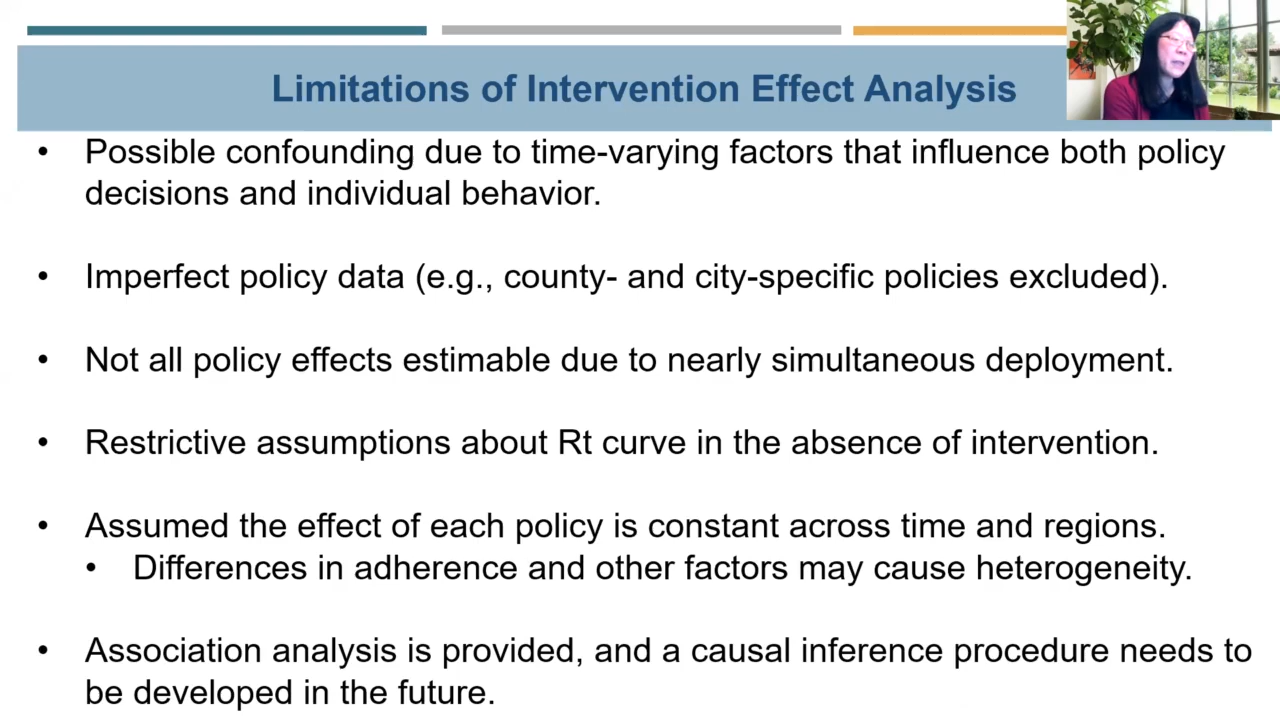 Limitations of Intervention Effect Analysis
• Possible confounding due to time-varying factors that influence both policy
decisions and individual behavior.
• Imperfect policy data (e.g., county- and city-specific policies excluded).
• Not all policy effects estimable due to nearly simultaneous deployment.
• Restrictive assumptions about Rt curve in the absence of intervention.
• Assumed the effect of each policy is constant across time and regions.
• Differences in adherence and other factors may cause heterogeneity.
• Association analysis is provided, and a causal inference procedure needs to
be developed in the future.